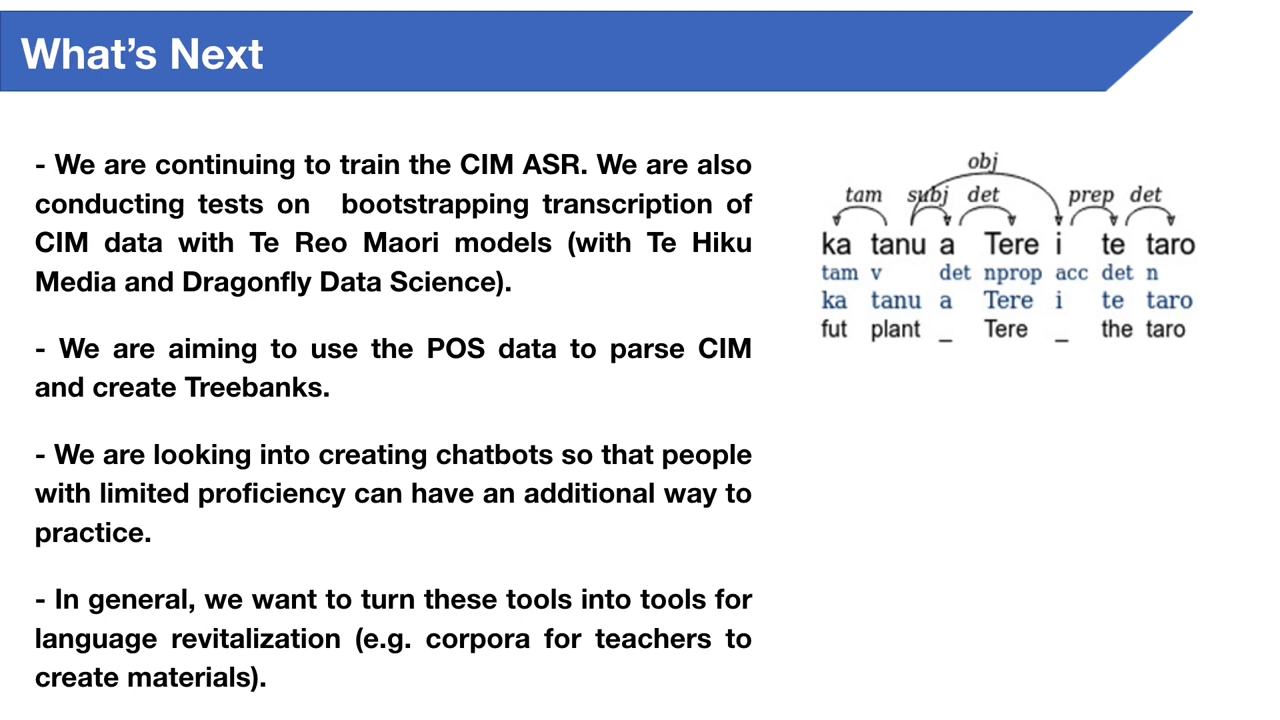 What's Next
- We are continuing to train the CIM ASR. We are also
conducting tests on bootstrapping transcription of
CIM data with Te Reo Maori models (with Te Hiku
Media and Dragonfly Data Science).
- We are aiming to use the POS data to parse CIM
and create Treebanks.
- We are looking into creating chatbots so that people
with limited proficiency can have an additional way to
practice.
- In general, we want to turn these tools into tools for
language revitalization (e.g. corpora for teachers to
create materials).
obj
tam subj det prep det
ka tanu a Tere i te taro
tam v det nprop acc det n
ka tanu a Tere i te taro
fut plant _ Tere _ the taro